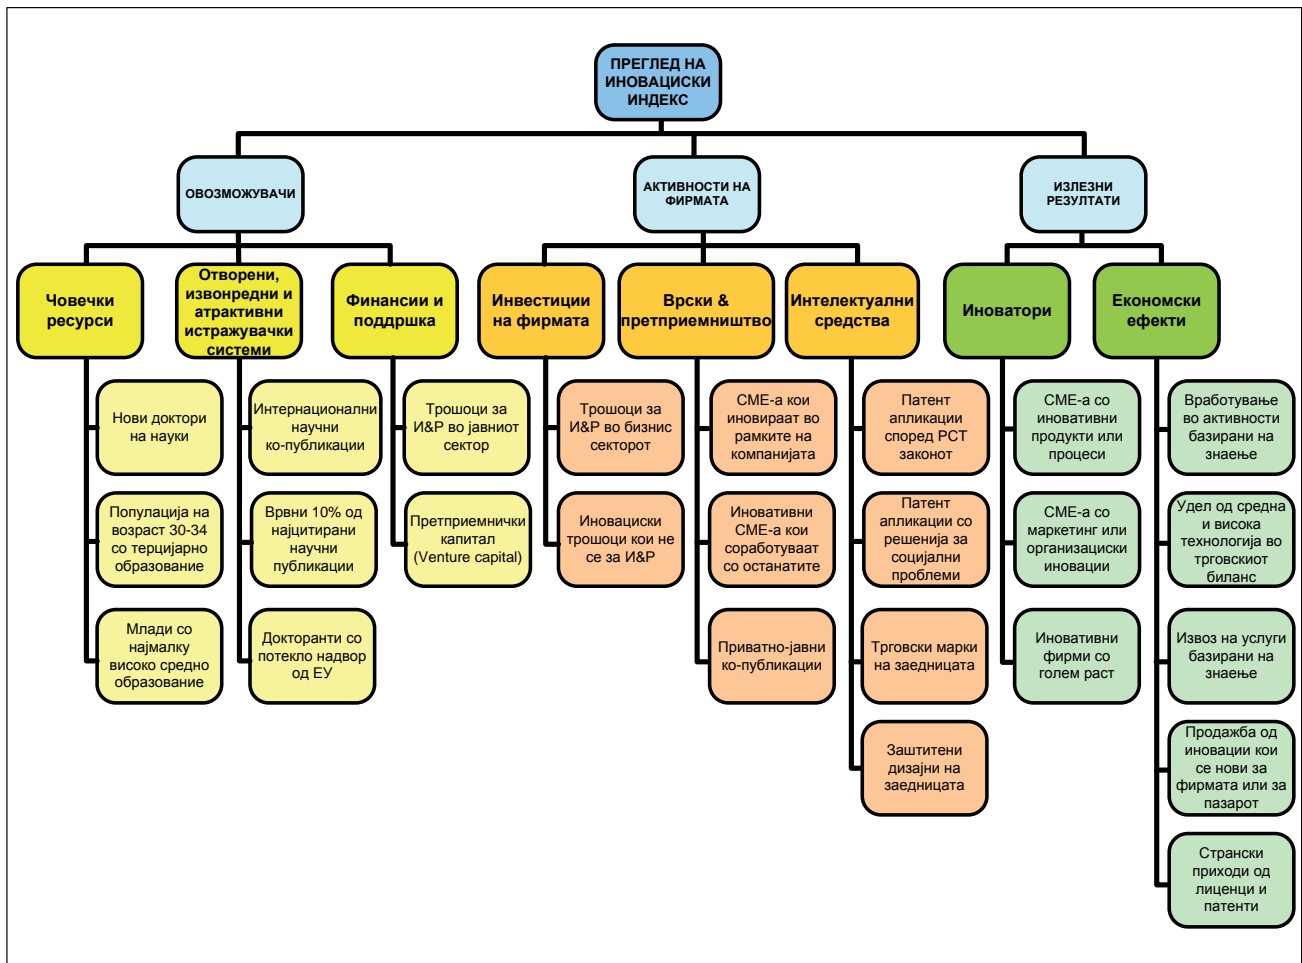 ПРЕГЛЕД НА
ИНОВАЦИСКИ
ИНДЕКС
ОВОЗМОЖУВАЧИ
АКТИВНОСТИ НА
ФИРМАТА
ИЗЛЕЗНИ
РЕЗУЛТАТИ
Човечки
ресурси
Отворени,
извонредни и
атрактивни
истражувачки
системи
Финансии и
поддршка
Инвестиции
на фирмата
Врски &
претприемништво
Интелектуални
средства
Иноватори
Економски
ефекти
Нови доктори
на науки
Популација на
возраст 30-34
со терцијарно
образование
Млади со
најмалку
високо средно
образование
Интернационални
научни
ко-публикации
Врвни 10% од
најцитирани
научни
публикации
Докторанти со
потекло надвор
од ЕУ
Трошоци за
И&Р во јавниот
сектор
Претприемнички
капитал
(Venture capital)
Трошоци за
И&Р во бизнис
секторот
Иновациски
трошоци кои не
се за И&Р
СМЕ-а кои
иновираат во
рамките на
компанијата
Иновативни
СМЕ-а кои
соработуваат
со останатите
Приватно-јавни
ко-публикации
Патент
апликации
според РСТ
законот
Патент
апликации со
решенија за
социјални
проблеми
Трговски марки
на заедницата
Заштитени
дизајни на
заедницата
СМЕ-а со
иновативни
продукти или
процеси
СМЕ-а со
маркетинг или
организациски
иновации
Иновативни
фирми со
голем раст
Вработување
во активности
базирани на
знаење
Удел од средна
и висока
технологија во
трговскиот
биланс
Извоз на услуги
базирани на
знаење
Продажба од
иновации кои
се нови за
фирмата или за
пазарот
Странски
приходи од
лиценци и
патенти